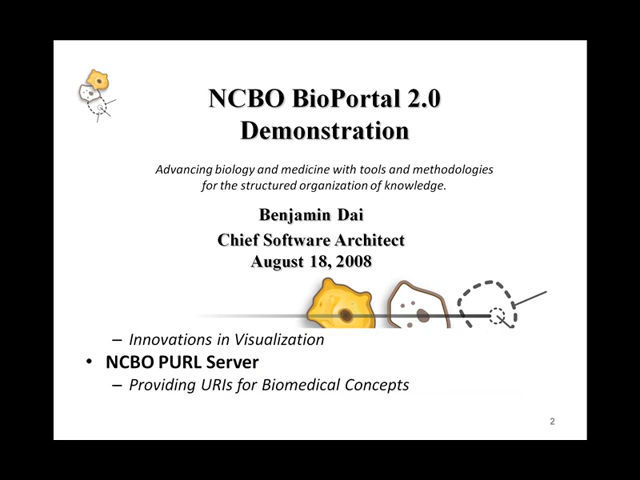 NCBO BioPortal 2.0
Demonstration
Advancing biology and medicine with tools and methodologies
for the structured organization of knowledge.
Benjamin Dai
Chief Software Architect
August 18, 2008
– Innovations in Visualization
• NCBO PURL Server
– Providing URIs for Biomedical Concepts
2